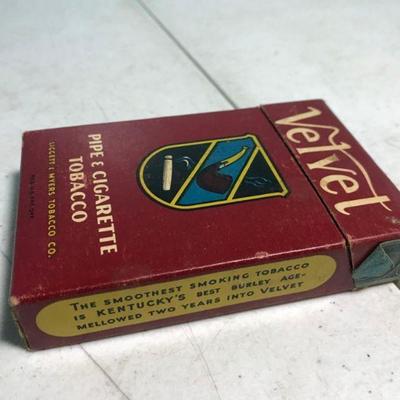 Velvet
PIPE & CIGARETTE
TOBACCO
LIGGETT & MYERS TOBACCO CO.
THE SMOOTHEST SMOKING TOBACCO
IS KENTUCKY'S BEST BURLEY AGE-
MELLOWED TWO YEARS INTO VELVET